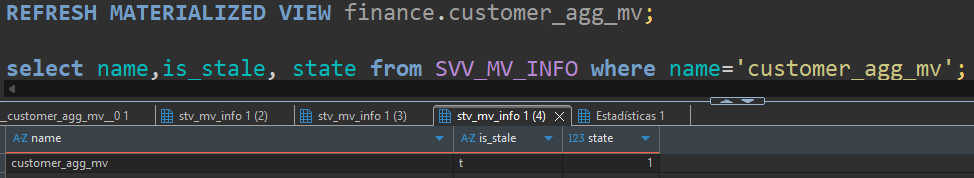 REFRESH MATERIALIZED VIEW finance.customer_agg_mv;
select name,is_stale, state from SVV_MV_INFO where name='customer_agg_mv';
_customer_agg_mv__0 1 stv_mv_info 1 (2) stv_mv_info 1 (3) stv_mv_info 1 (4) Estadísticas 1
A-Z name A-Z is_stale 123 state
customer_agg_mv t 1